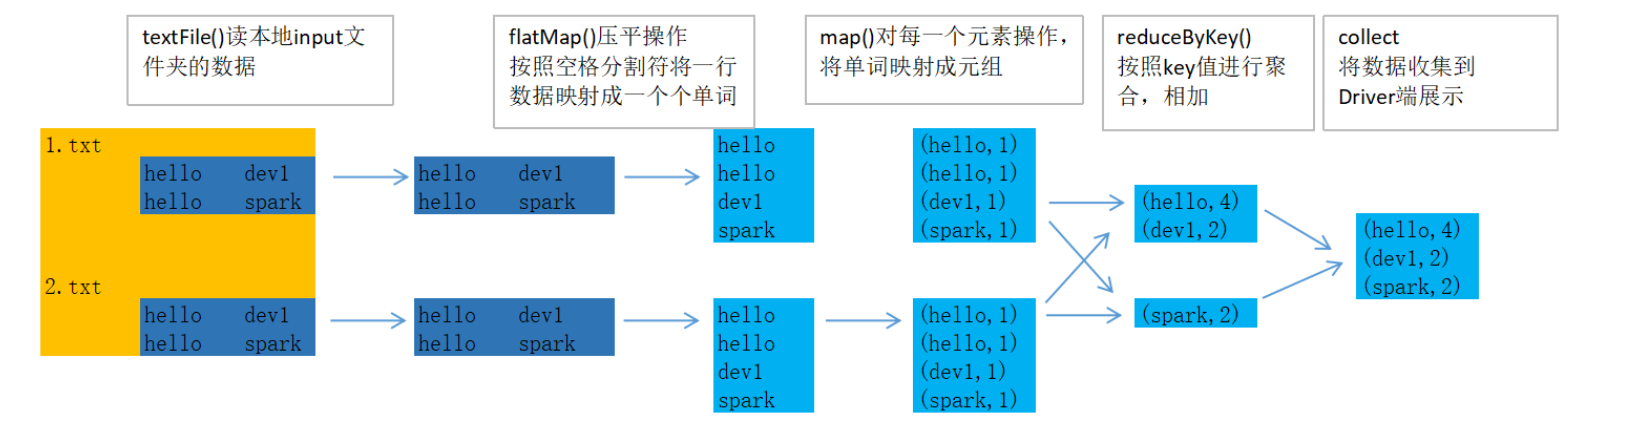 textFile()读本地input文
件夹的数据
flatMap()压平操作
按照空格分割符将一行
数据映射成一个个单词
map()对每一个元素操作，
将单词映射成元组
reduceByKey()
按照key值进行聚
合，相加
collect
将数据收集到
Driver端展示
1.txt
hello dev1
hello spark
2.txt
hello dev1
hello spark
hello dev1
hello spark
hello dev1
hello spark
hello
hello
dev1
spark
hello
hello
dev1
spark
(hello,1)
(hello,1)
(dev1,1)
(spark,1)
(hello,1)
(hello,1)
(dev1,1)
(spark,1)
(hello,4)
(dev1,2)
(spark,2)
(hello,4)
(dev1,2)
(spark,2)